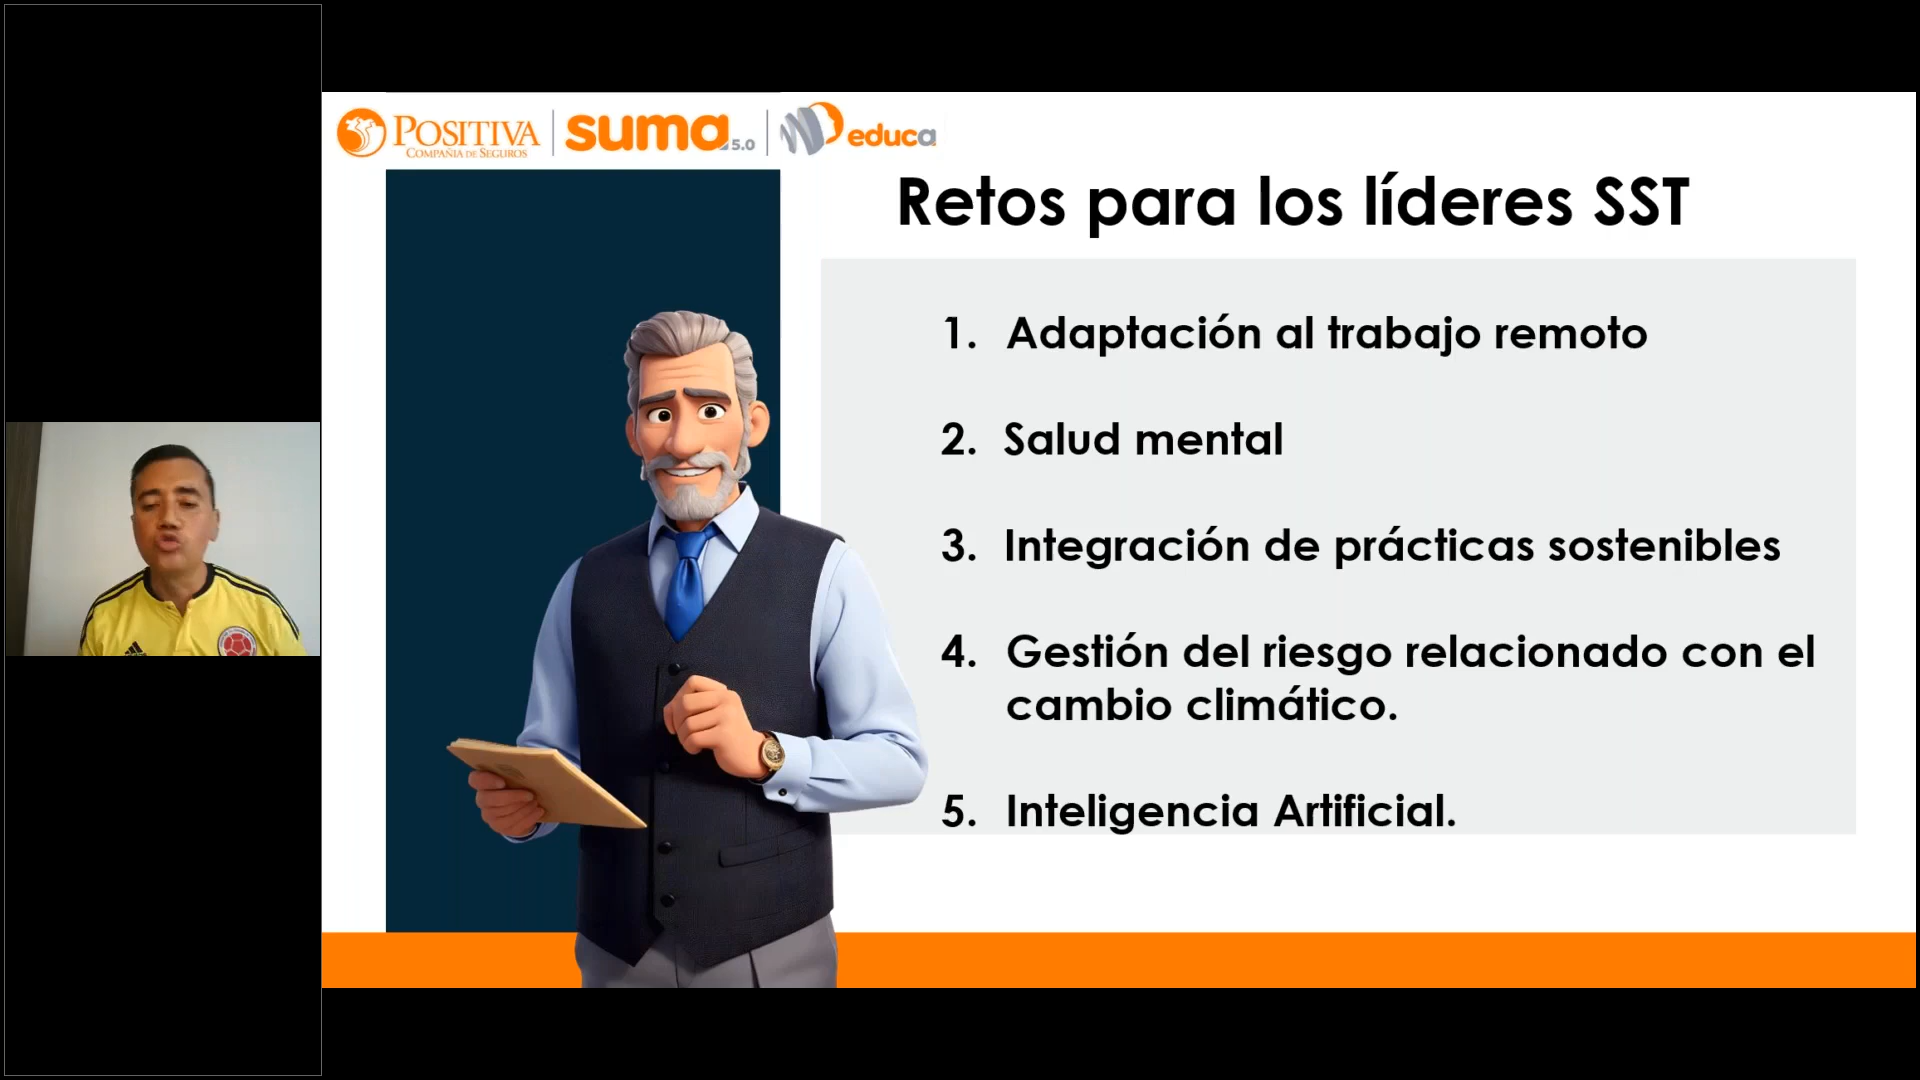 POSITIVA
COMPAÑÍA DE SEGUROS
suma 5.0
educa
Retos para los líderes SST
1. Adaptación al trabajo remoto
2. Salud mental
3. Integración de prácticas sostenibles
4. Gestión del riesgo relacionado con el
cambio climático.
5. Inteligencia Artificial.